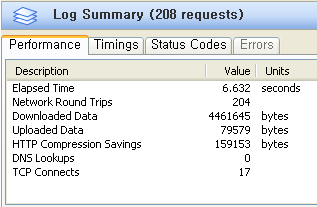 Log Summary (208 requests)
Performance Timings Status Codes Errors
Description Value Units
Elapsed Time 6.632 seconds
Network Round Trips 204
Downloaded Data 4461645 bytes
Uploaded Data 79579 bytes
HTTP Compression Savings 159153 bytes
DNS Lookups 0
TCP Connects 17